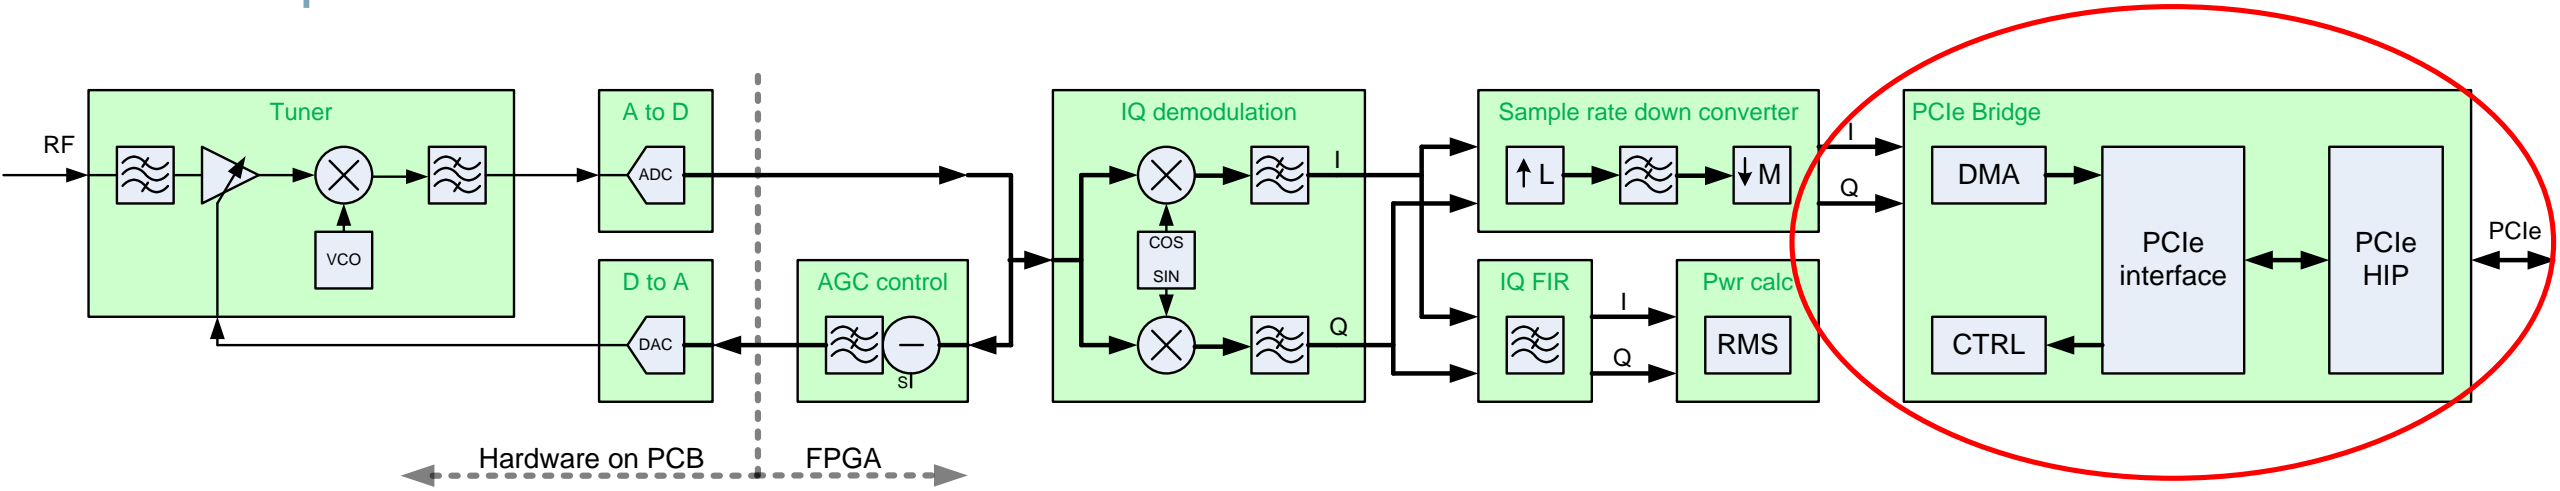 RF
Tuner
VCO
A to D
ADC
D to A
DAC
AGC control
−
Sl
Hardware on PCB
FPGA
IQ demodulation
COS
SIN
I
Q
Sample rate down converter
L
M
IQ FIR
I
Q
Pwr calc
RMS
I
Q
PCIe Bridge
DMA
CTRL
PCIe
interface
PCIe
HIP
PCIe